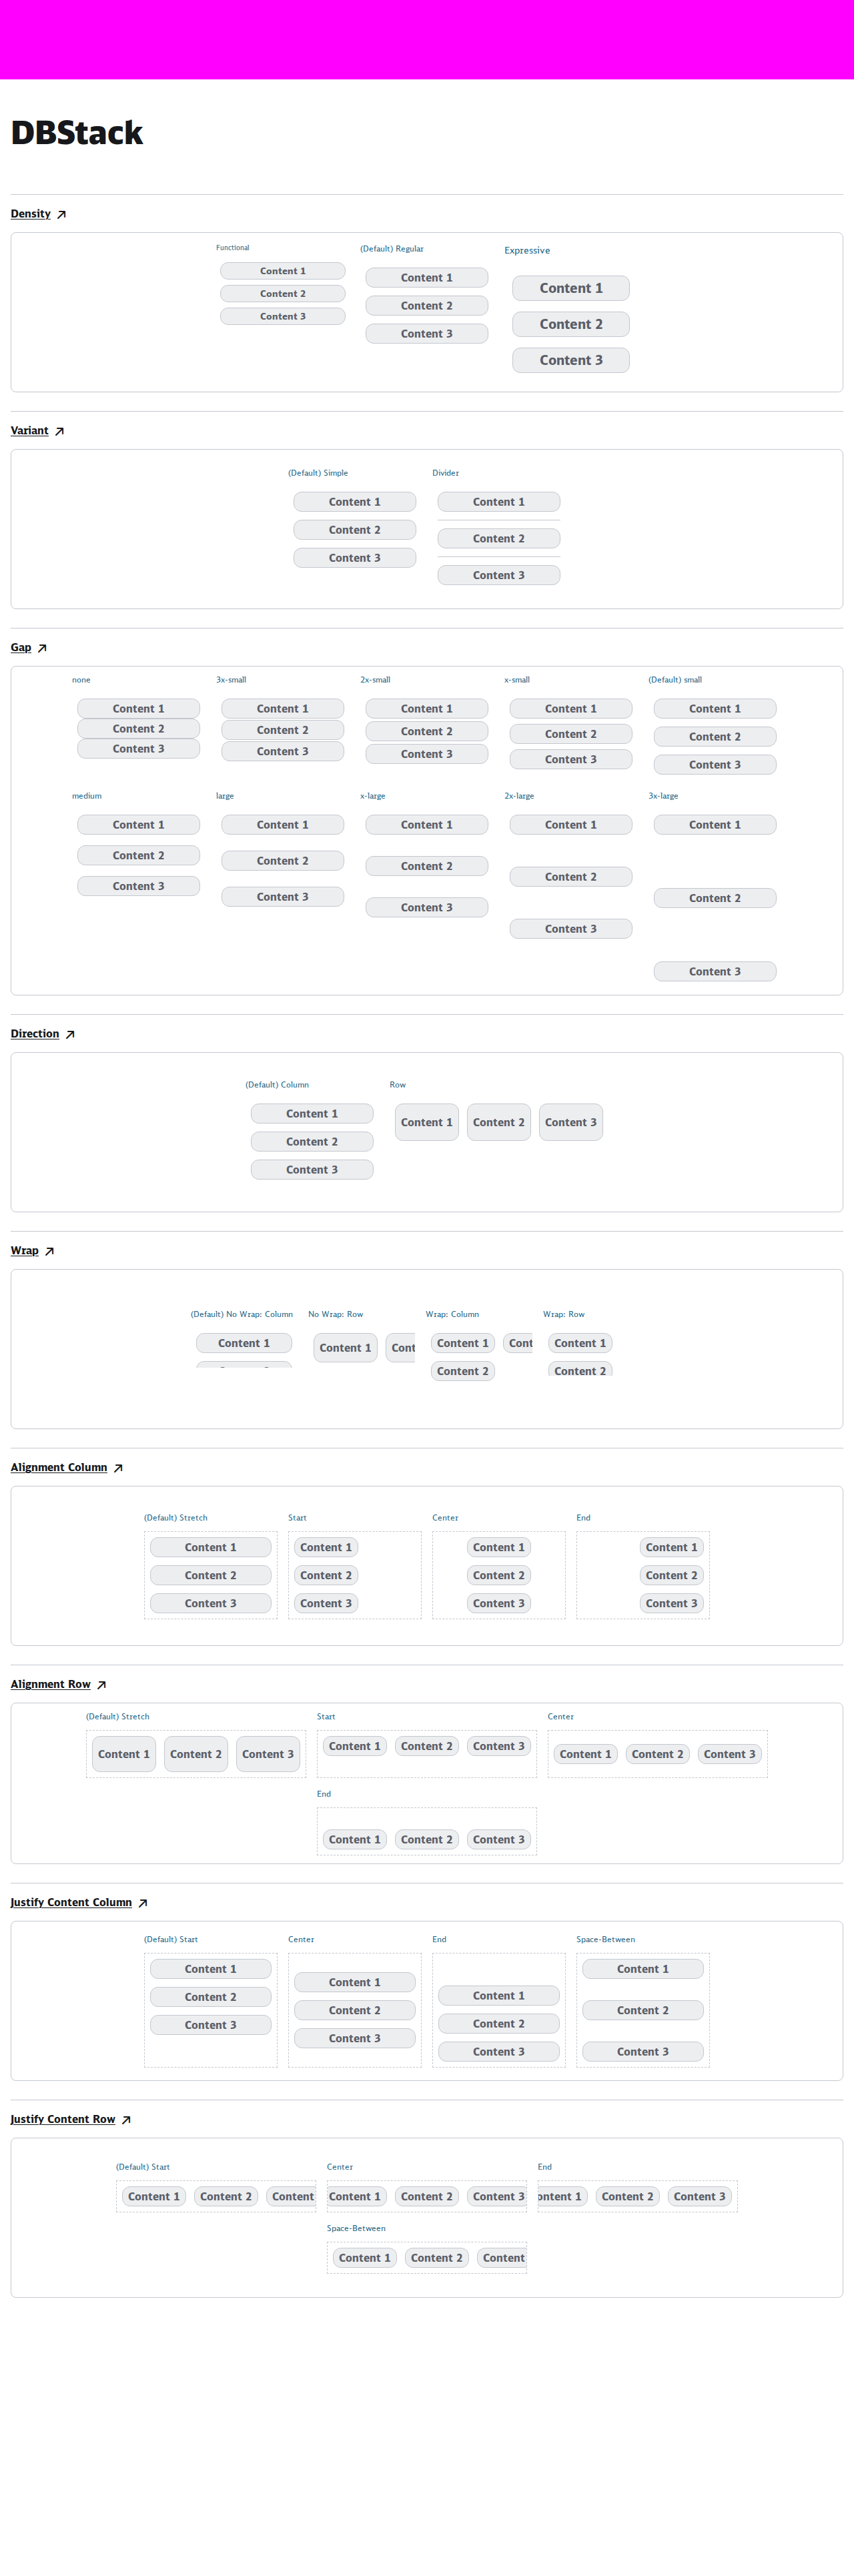 DBStack
Density
Functional
Content 1
Content 2
Content 3
(Default) Regular
Content 1
Content 2
Content 3
Expressive
Content 1
Content 2
Content 3
Variant
(Default) Simple
Content 1
Content 2
Content 3
Divider
Content 1
Content 2
Content 3
Gap
none
Content 1
Content 2
Content 3
3x-small
Content 1
Content 2
Content 3
2x-small
Content 1
Content 2
Content 3
x-small
Content 1
Content 2
Content 3
(Default) small
Content 1
Content 2
Content 3
medium
Content 1
Content 2
Content 3
large
Content 1
Content 2
Content 3
x-large
Content 1
Content 2
Content 3
2x-large
Content 1
Content 2
Content 3
3x-large
Content 1
Content 2
Content 3
Direction
(Default) Column
Content 1
Content 2
Content 3
Row
Content 1 Content 2 Content 3
Wrap
(Default) No Wrap: Column
Content 1
No Wrap: Row
Content 1 Cont
Wrap: Column
Content 1 Cont
Content 2
Wrap: Row
Content 1
Content 2
Alignment Column
(Default) Stretch
Content 1
Content 2
Content 3
Start
Content 1
Content 2
Content 3
Center
Content 1
Content 2
Content 3
End
Content 1
Content 2
Content 3
Alignment Row
(Default) Stretch
Content 1 Content 2 Content 3
Start
Content 1 Content 2 Content 3
Center
Content 1 Content 2 Content 3
End
Content 1 Content 2 Content 3
Justify Content Column
(Default) Start
Content 1
Content 2
Content 3
Center
Content 1
Content 2
Content 3
End
Content 1
Content 2
Content 3
Space-Between
Content 1
Content 2
Content 3
Justify Content Row
(Default) Start
Content 1 Content 2 Content
Center
Content 1 Content 2 Content 3
End
ontent 1 Content 2 Content 3
Space-Between
Content 1 Content 2 Content